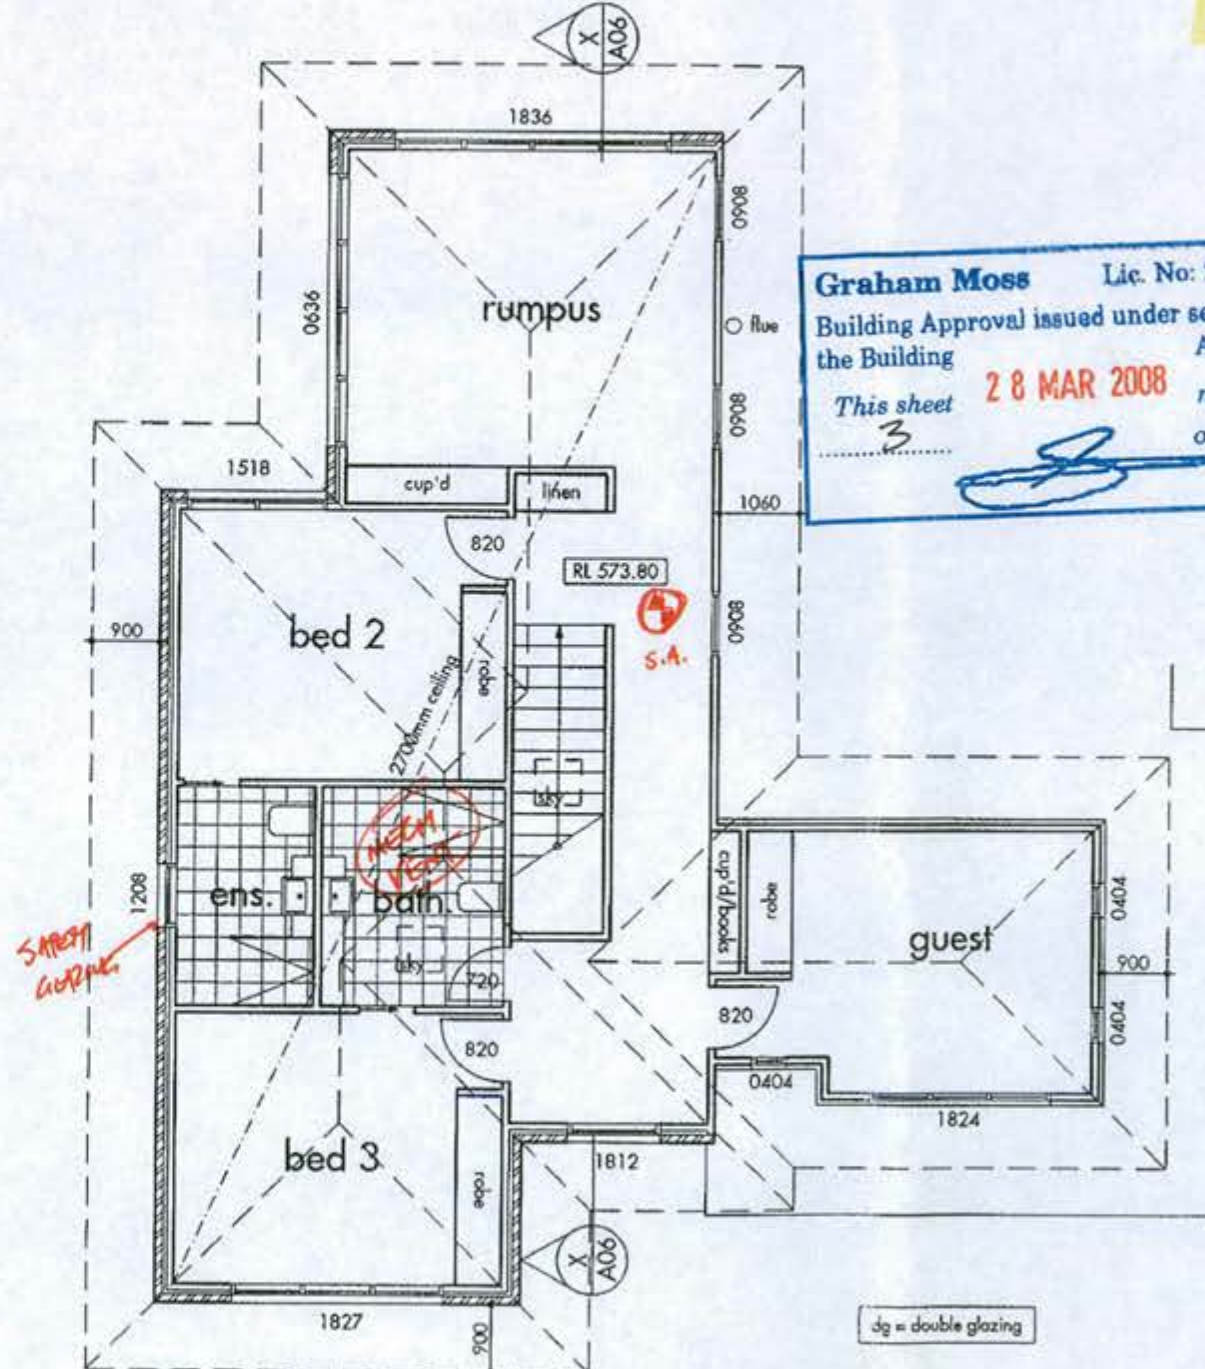 X
A06
1836
0908
rumpus
0636
flue
Graham Moss Lic. No:
Building Approval issued under se
the Building A
This sheet 28 MAR 2008
3
0908
1518
cup'd
linen
1060
820
RL 573.80
bed 2
900
robe
0908
S.A.
2700mm ceiling
sky
MECH
VENT
ens.
bath.
1208
cup'd/books
robe
0404
guest
SAFETY
GLAZING
sky
900
720
820
820
0404
0404
1824
bed 3
robe
1812
X
A06
1827
900
dg = double glazing